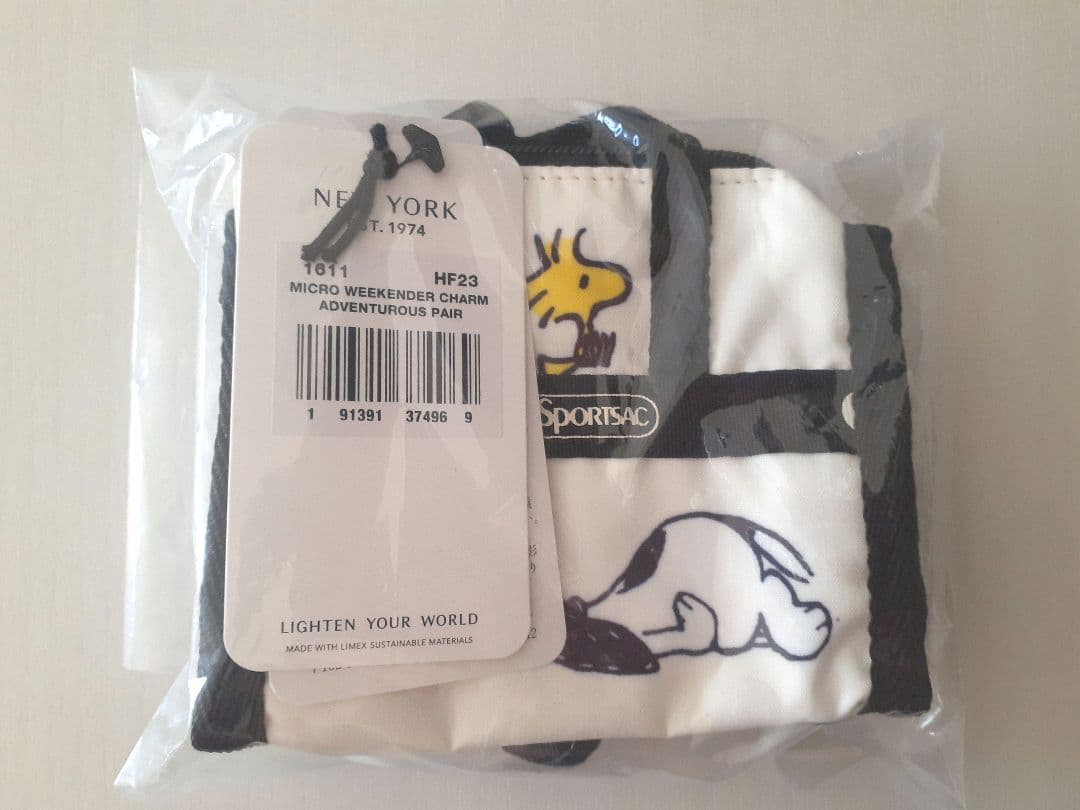 NEW YORK
EST. 1974
1611 HF23
MICRO WEEKENDER CHARM
ADVENTUROUS PAIR
1 91391 37496 9
SPORTSAC
LIGHTEN YOUR WORLD
MADE WITH LIMEX SUSTAINABLE MATERIALS